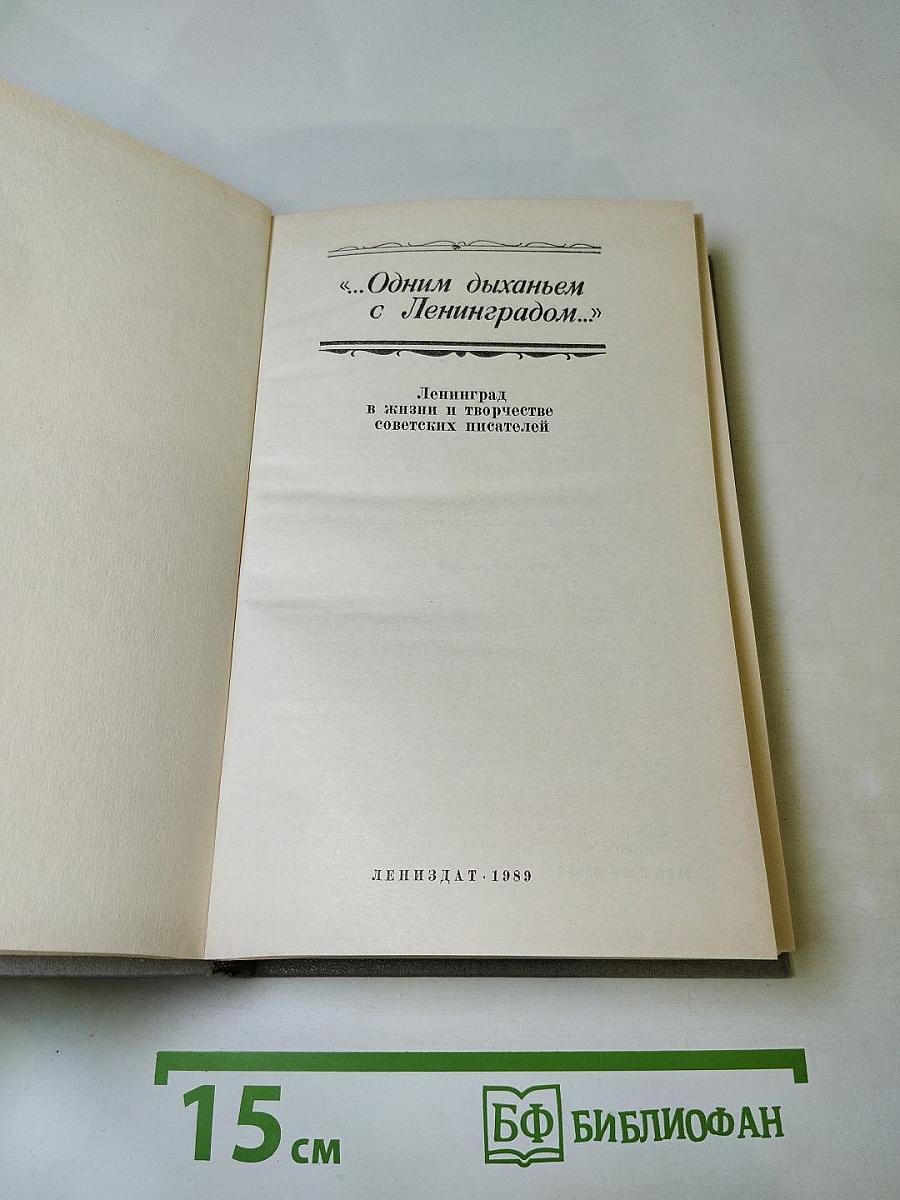 «...Одним дыханьем
с Ленинградом...»
Ленинград
в жизни и творчестве
советских писателей
ЛЕНИЗДАТ · 1989
15 см
БФ БИБЛИОФАН